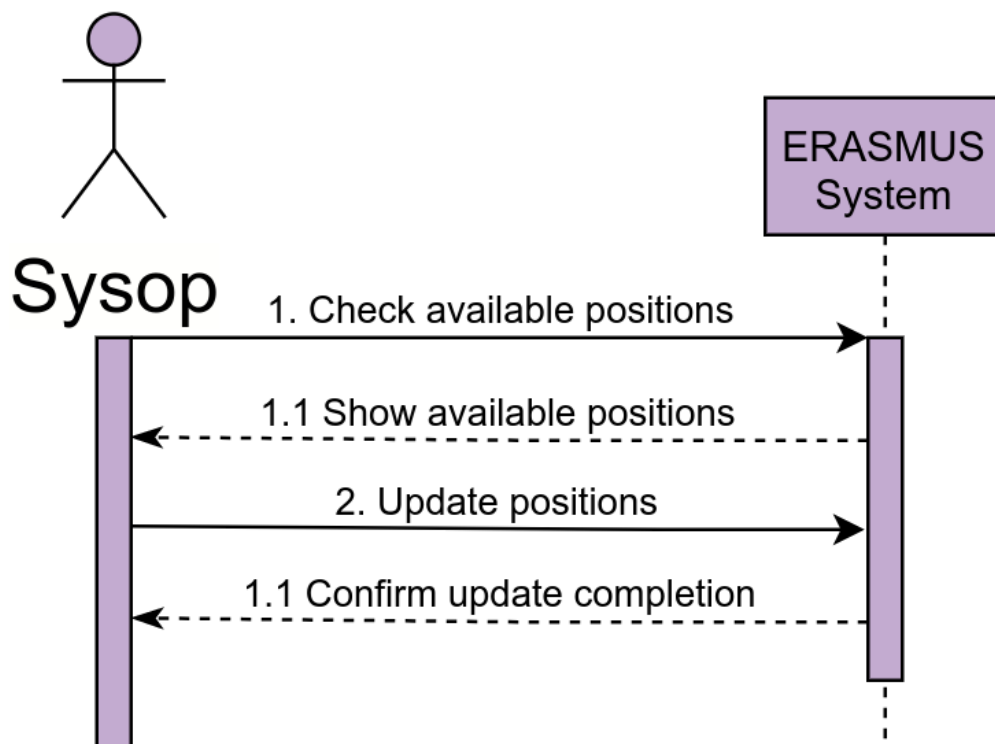 ERASMUS
System
Sysop
1. Check available positions
1.1 Show available positions
2. Update positions
1.1 Confirm update completion